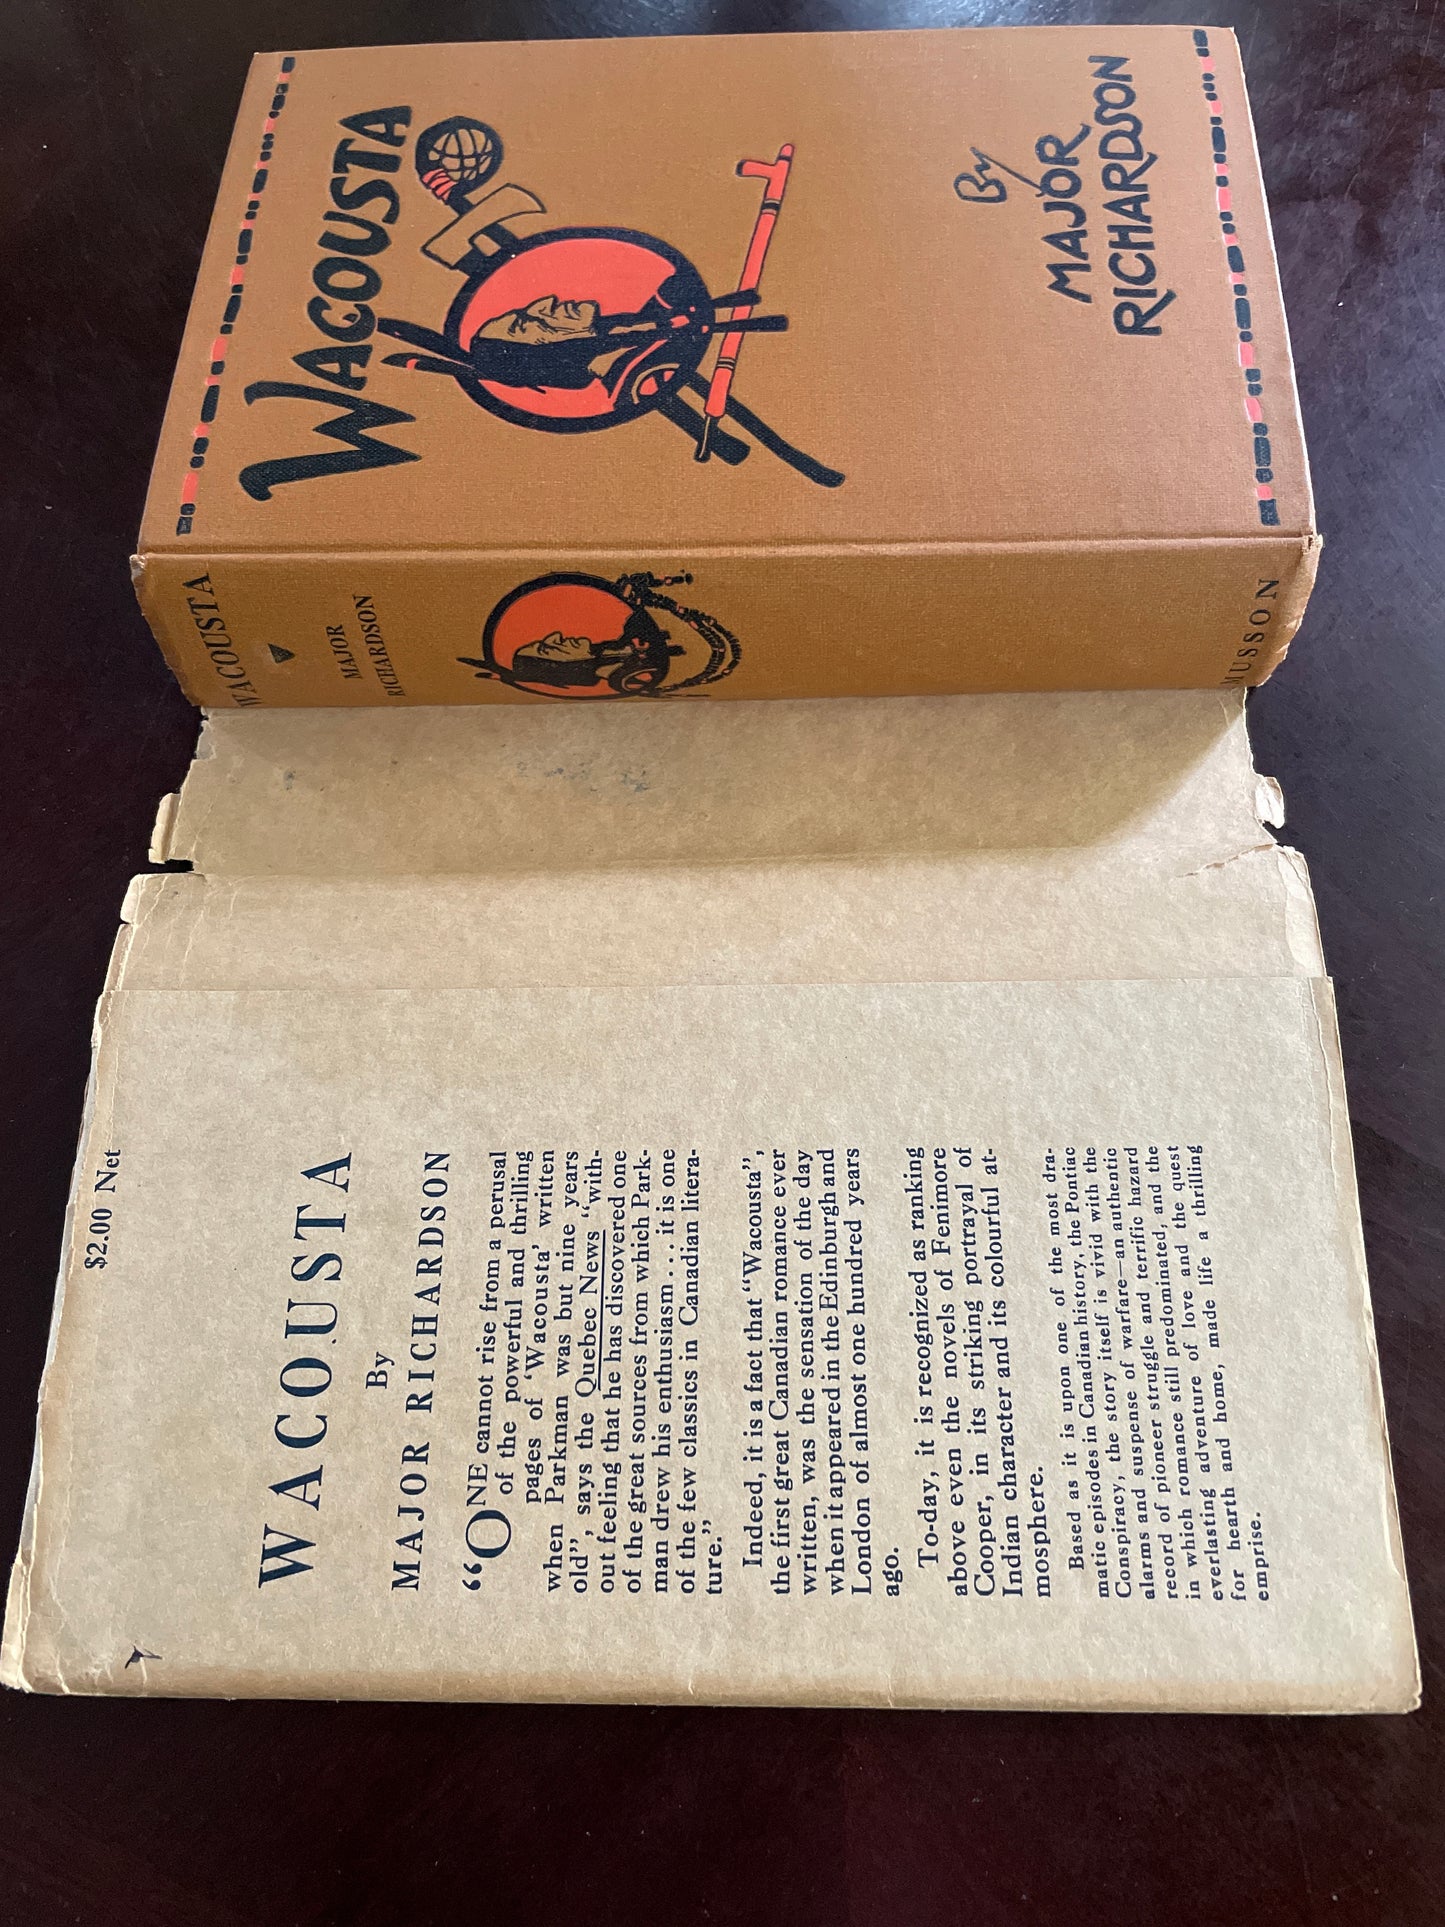 WACOUSTA
By
MAJOR
RICHARDSON
WACOUSTA
MAJOR
RICHARDSON
MUSSON
$2.00 Net
WACOUSTA
By
MAJOR RICHARDSON
“ONE cannot rise from a perusal
of the powerful and thrilling
pages of ‘Wacousta’ written
when Parkman was but nine years
old”, says the Quebec News “with-
out feeling that he has discovered one
of the great sources from which Park-
man drew his enthusiasm...it is one
of the few classics in Canadian litera-
ture.”
Indeed, it is a fact that “Wacousta”,
the first great Canadian romance ever
written, was the sensation of the day
when it appeared in the Edinburgh and
London of almost one hundred years
ago.
To-day, it is recognized as ranking
above even the novels of Fenimore
Cooper, in its striking portrayal of
Indian character and its colourful at-
mosphere.
Based as it is upon one of the most dra-
matic episodes in Canadian history, the Pontiac
Conspiracy, the story itself is vivid with the
alarms and suspense of warfare—an authentic
record of pioneer struggle and terrific hazard
in which romance still predominated, and the
everlasting adventure of love and the quest
for hearth and home, made life a thrilling
emprise.